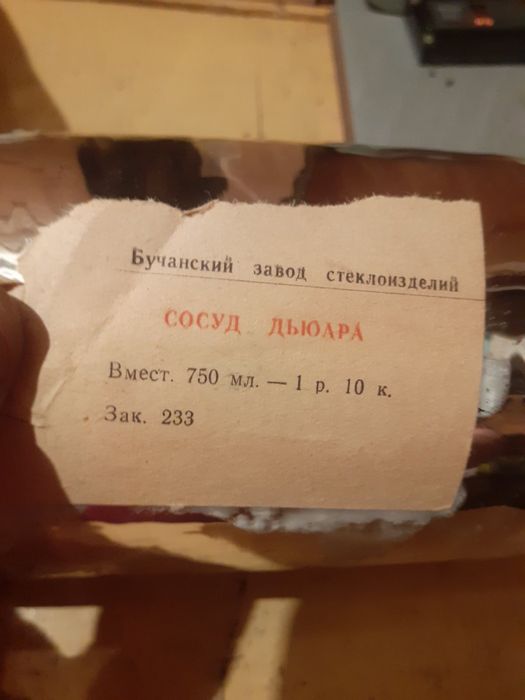 Бучанский завод стеклоизделий
СОСУД ДЬЮАРА
Вмест. 750 мл. — 1 р. 10 к.
Зак. 233